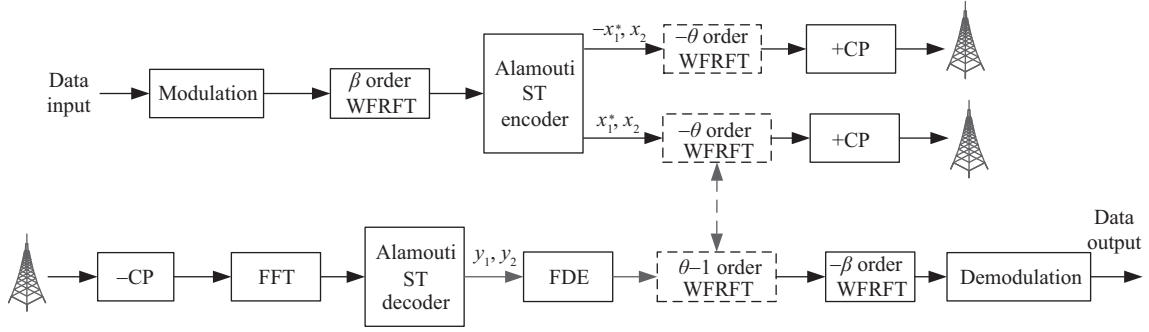 Data
input
Modulation
β order
WFRFT
Alamouti
ST
encoder
−x₁*, x₂
−θ order
WFRFT
+CP
x₁*, x₂
−θ order
WFRFT
+CP
−CP
FFT
Alamouti
ST
decoder
y₁, y₂
FDE
θ−1 order
WFRFT
−β order
WFRFT
Demodulation
Data
output